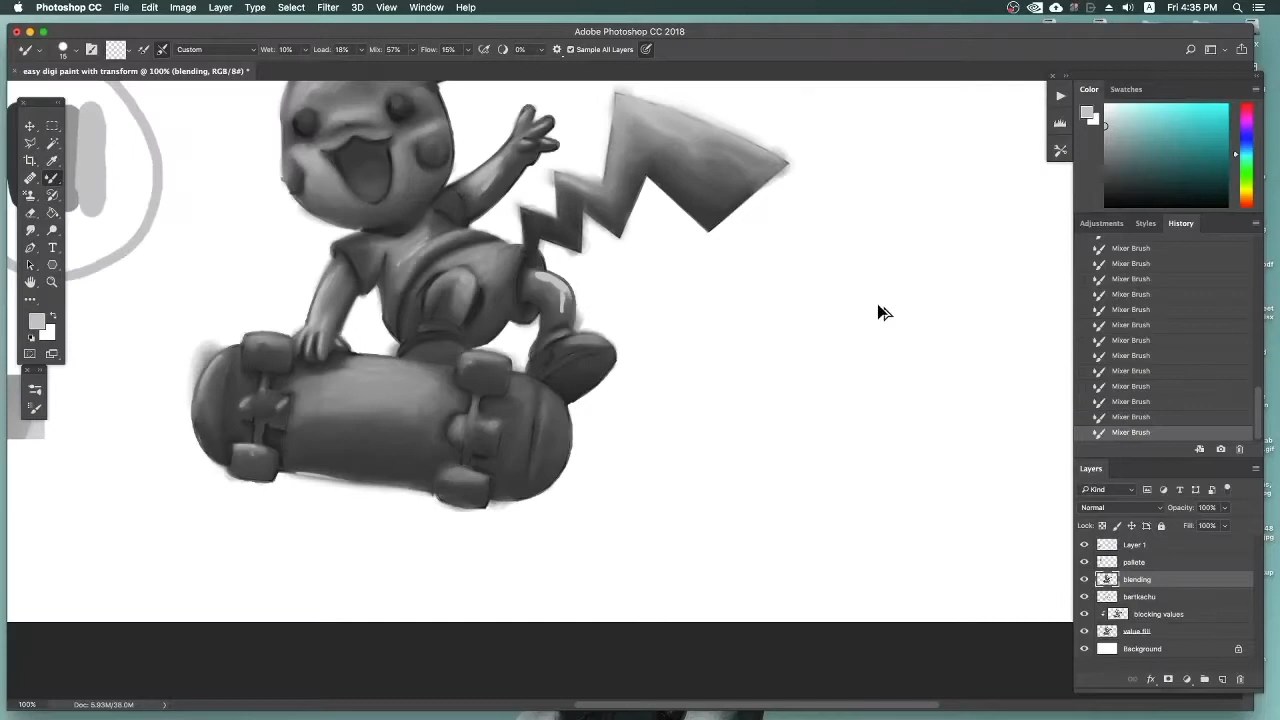 Photoshop CC File Edit Image Layer Type Select Filter 3D View Window Help Fri 4:35 PM
Adobe Photoshop CC 2018
15 Custom Wet: 10% Load: 18% Mix: 57% Flow: 15% 0% Sample All Layers
easy digi paint with transform @ 100% (blending, RGB/8#) *
Color Swatches
Adjustments Styles History
Mixer Brush
Mixer Brush
Mixer Brush
Mixer Brush
Mixer Brush
Mixer Brush
Mixer Brush
Mixer Brush
Mixer Brush
Mixer Brush
Mixer Brush
Mixer Brush
Mixer Brush
Layers
Kind
Normal Opacity: 100%
Lock: Fill: 100%
Layer 1
pallete
blending
bartkachu
blocking values
value fill
Background
100% Doc: 5.93M/38.0M